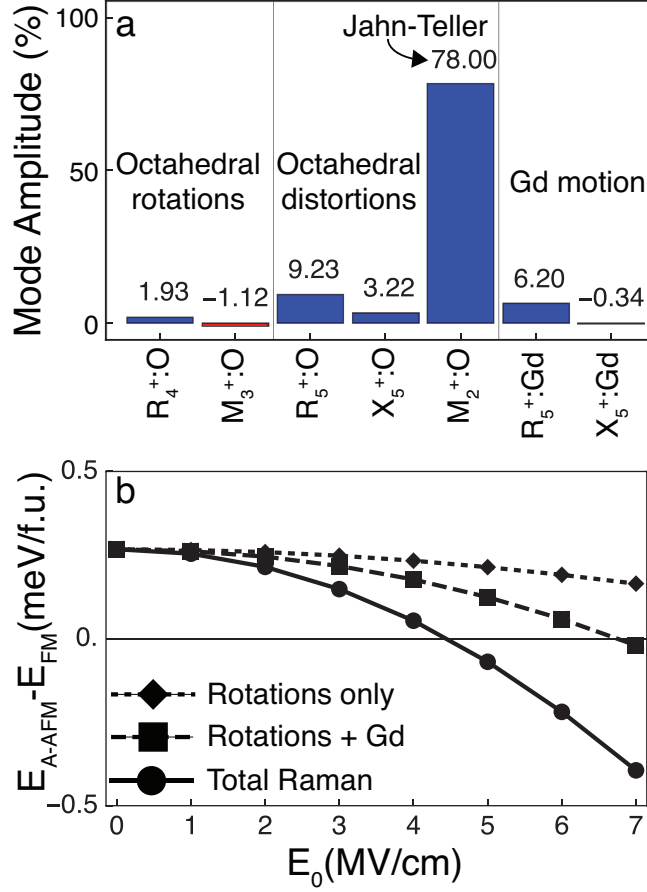 a
Mode Amplitude (%)
100
50
0
Jahn-Teller
78.00
Octahedral
rotations
Octahedral
distortions
Gd motion
1.93
−1.12
9.23
3.22
6.20
−0.34
R₄⁺:O
M₃⁺:O
R₅⁺:O
X₅⁺:O
M₂⁺:O
R₅⁺:Gd
X₅⁺:Gd
b
E_A-AFM-E_FM(meV/f.u.)
0.5
0.
−0.5
Rotations only
Rotations + Gd
Total Raman
0 1 2 3 4 5 6 7
E₀(MV/cm)